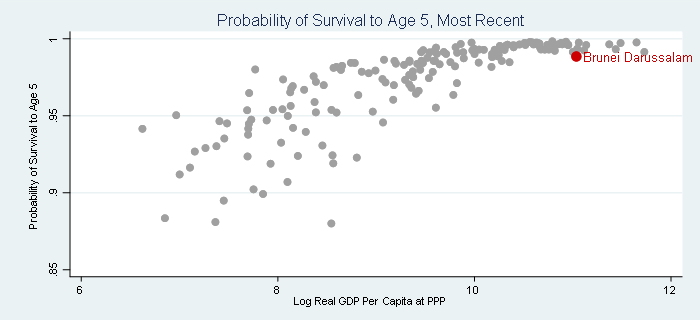 Probability of Survival to Age 5, Most Recent
Probability of Survival to Age 5
1
.95
.9
.85
Brunei Darussalam
6
8
10
12
Log Real GDP Per Capita at PPP